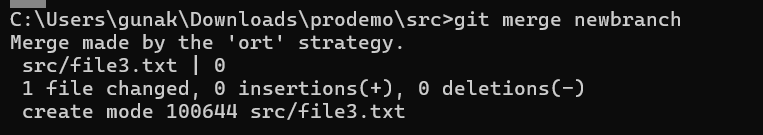 C:\Users\gunak\Downloads\prodemo\src>git merge newbranch
Merge made by the 'ort' strategy.
 src/file3.txt | 0
 1 file changed, 0 insertions(+), 0 deletions(-)
 create mode 100644 src/file3.txt